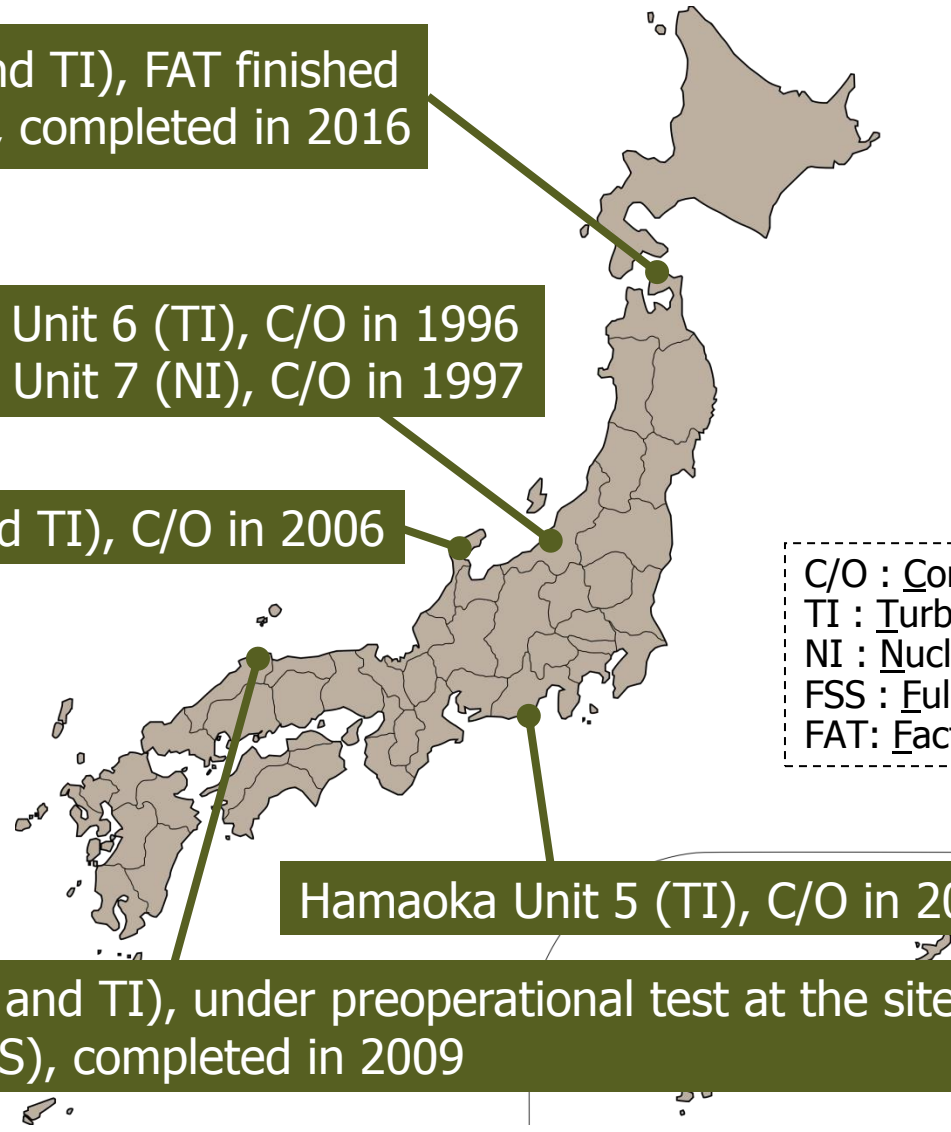 nd TI), FAT finished
, completed in 2016
Unit 6 (TI), C/O in 1996
Unit 7 (NI), C/O in 1997
d TI), C/O in 2006
C/O : Co
TI : Turb
NI : Nucl
FSS : Ful
FAT: Fac
Hamaoka Unit 5 (TI), C/O in 20
and TI), under preoperational test at the site
S), completed in 2009